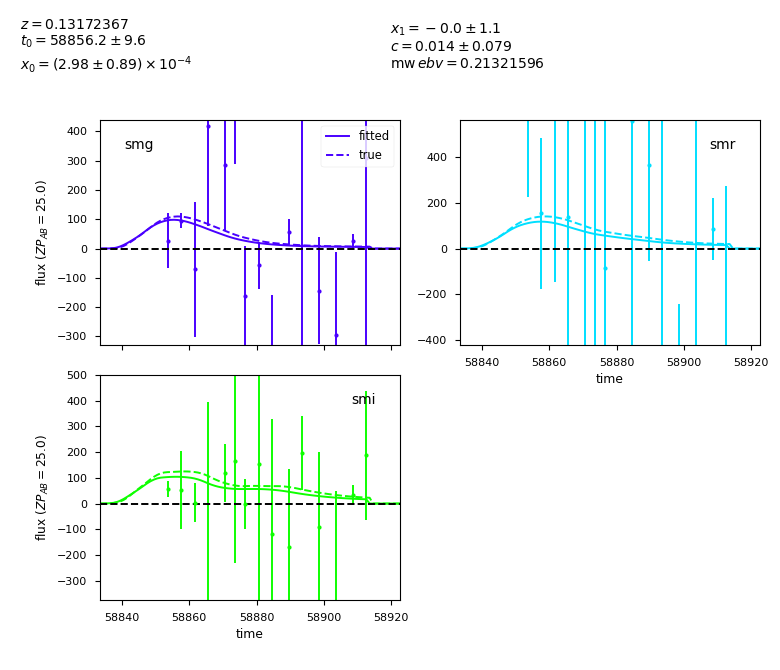 z = 0.13172367
t₀ = 58856.2 ± 9.6
x₀ = (2.98 ± 0.89) × 10⁻⁴
x₁ = −0.0 ± 1.1
c = 0.014 ± 0.079
mw ebv = 0.21321596
smg
fitted
true
400
300
200
100
0
−100
−200
−300
flux (ZP_AB = 25.0)
smr
400
200
0
−200
−400
58840 58860 58880 58900 58920
time
smi
500
400
300
200
100
0
−100
−200
−300
flux (ZP_AB = 25.0)
58840 58860 58880 58900 58920
time